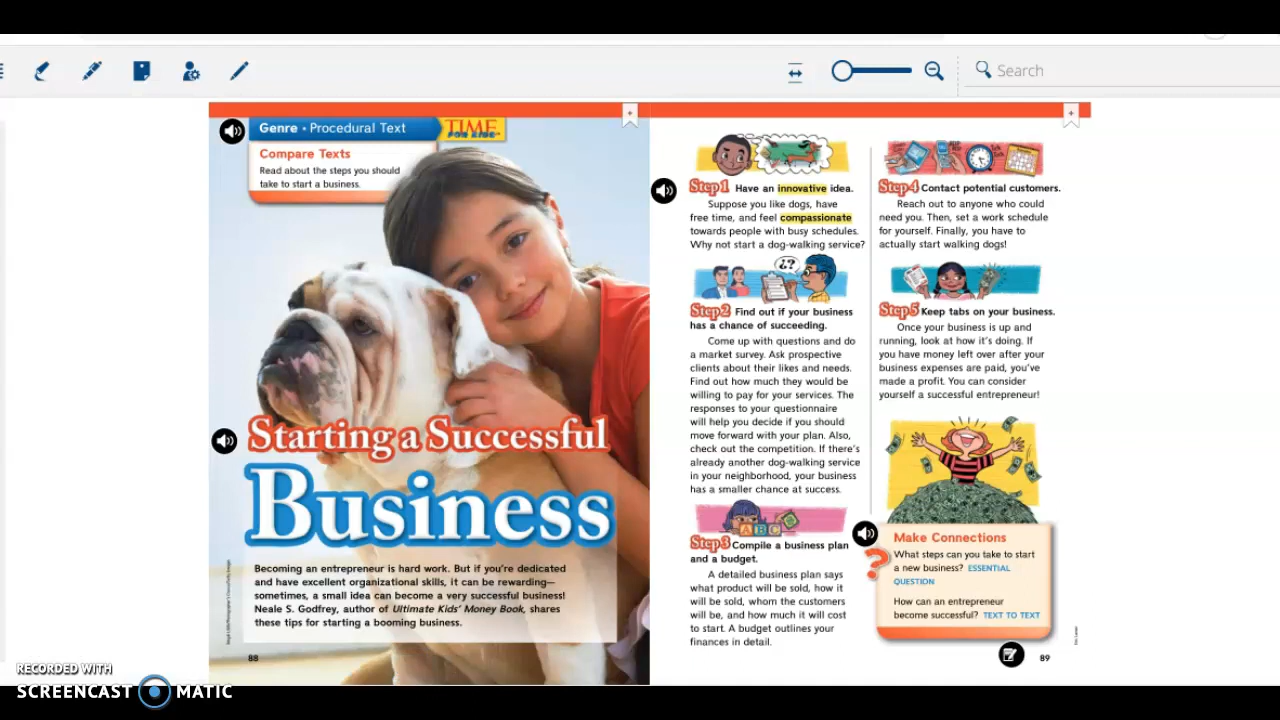 Search
Genre • Procedural Text
TIME
FOR KIDS
Compare Texts
Read about the steps you should
take to start a business.
Starting a Successful
Business
Becoming an entrepreneur is hard work. But if you're dedicated
and have excellent organizational skills, it can be rewarding—
sometimes, a small idea can become a very successful business!
Neale S. Godfrey, author of Ultimate Kids' Money Book, shares
these tips for starting a booming business.
88
Step1 Have an innovative idea.
Suppose you like dogs, have
free time, and feel compassionate
towards people with busy schedules.
Why not start a dog-walking service?
¿?
Step2 Find out if your business
has a chance of succeeding.
Come up with questions and do
a market survey. Ask prospective
clients about their likes and needs.
Find out how much they would be
willing to pay for your services. The
responses to your questionnaire
will help you decide if you should
move forward with your plan. Also,
check out the competition. If there's
already another dog-walking service
in your neighborhood, your business
has a smaller chance at success.
ABC
Step3 Compile a business plan
and a budget.
A detailed business plan says
what product will be sold, how it
will be sold, whom the customers
will be, and how much it will cost
to start. A budget outlines your
finances in detail.
Step4 Contact potential customers.
Reach out to anyone who could
need you. Then, set a work schedule
for yourself. Finally, you have to
actually start walking dogs!
Step5 Keep tabs on your business.
Once your business is up and
running, look at how it's doing. If
you have money left over after your
business expenses are paid, you've
made a profit. You can consider
yourself a successful entrepreneur!
Make Connections
?
What steps can you take to start
a new business? ESSENTIAL
QUESTION
How can an entrepreneur
become successful? TEXT TO TEXT
89
RECORDED WITH
SCREENCAST MATIC